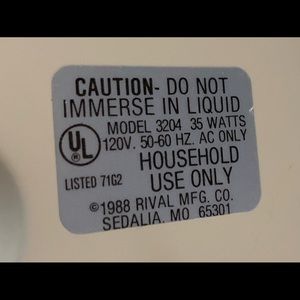 CAUTION- DO NOT
IMMERSE IN LIQUID
MODEL 3204 35 WATTS
120V. 50-60 HZ. AC ONLY
UL®
HOUSEHOLD
LISTED 71G2 USE ONLY
©1988 RIVAL MFG. CO.
SEDALIA, MO 65301